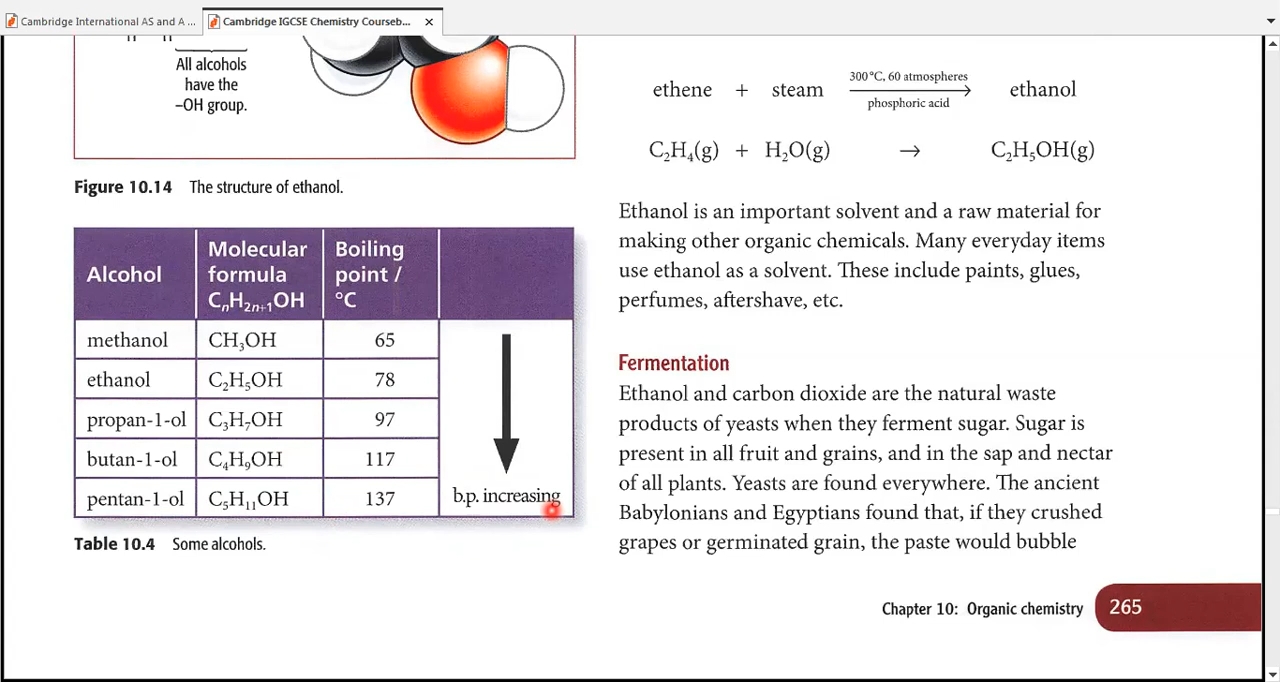 Cambridge International AS and A ...
Cambridge IGCSE Chemistry Courseb...
H H
All alcohols
have the
–OH group.
Figure 10.14 The structure of ethanol.
Alcohol
Molecular
formula
CₙH₂ₙ₊₁OH
Boiling
point /
°C
methanol CH₃OH 65
ethanol C₂H₅OH 78
propan-1-ol C₃H₇OH 97
butan-1-ol C₄H₉OH 117
pentan-1-ol C₅H₁₁OH 137 b.p. increasing
Table 10.4 Some alcohols.
300 °C, 60 atmospheres
ethene + steam → ethanol
phosphoric acid
C₂H₄(g) + H₂O(g) → C₂H₅OH(g)
Ethanol is an important solvent and a raw material for
making other organic chemicals. Many everyday items
use ethanol as a solvent. These include paints, glues,
perfumes, aftershave, etc.
Fermentation
Ethanol and carbon dioxide are the natural waste
products of yeasts when they ferment sugar. Sugar is
present in all fruit and grains, and in the sap and nectar
of all plants. Yeasts are found everywhere. The ancient
Babylonians and Egyptians found that, if they crushed
grapes or germinated grain, the paste would bubble
Chapter 10: Organic chemistry 265